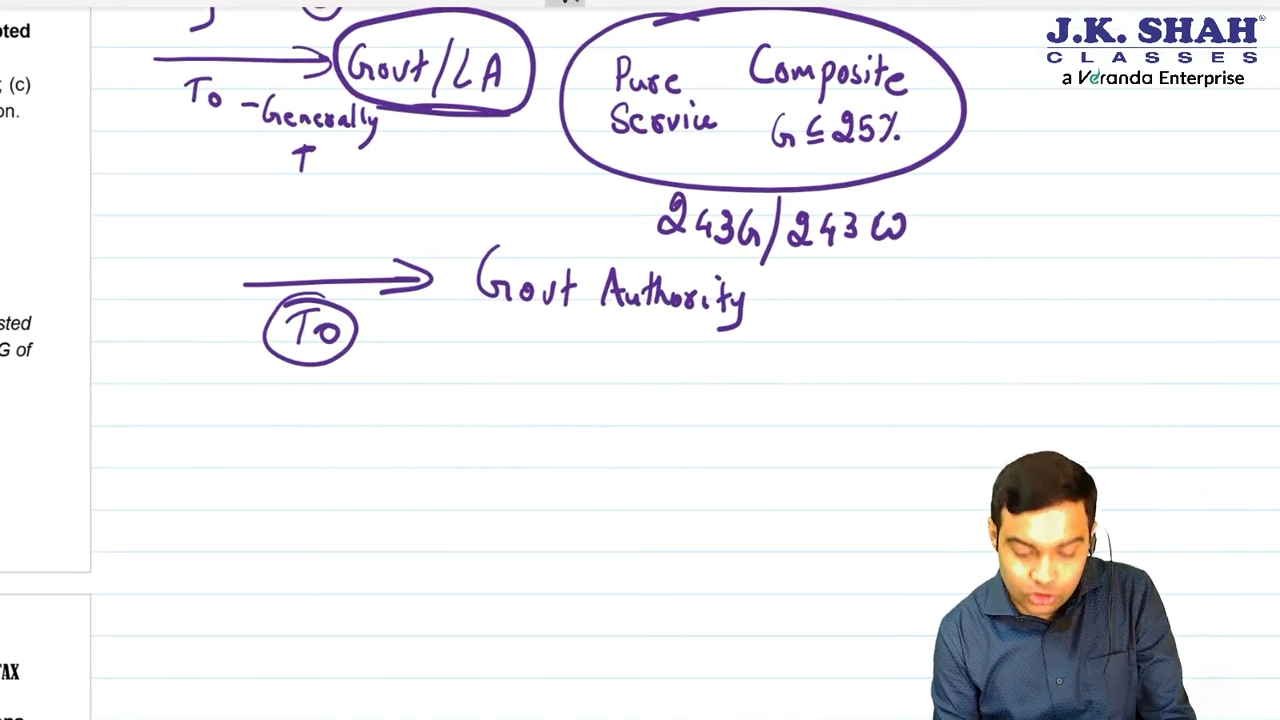 pted
; (c)
on.
sted
G of
TAX
J.K. SHAH®
CLASSES
a Veranda Enterprise
Govt/LA
To - Generally
T
Pure Composite
Service G ≤ 25%
243G/243W
Govt Authority
To